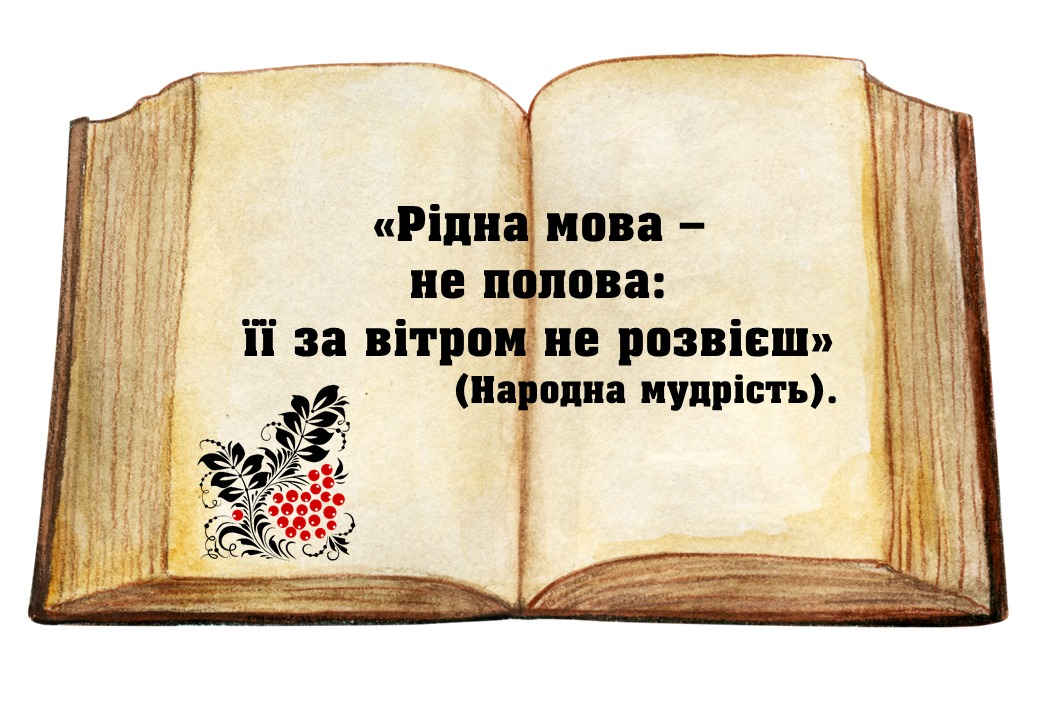 «Рідна мова –
не полова:
її за вітром не розвієш»
(Народна мудрість).